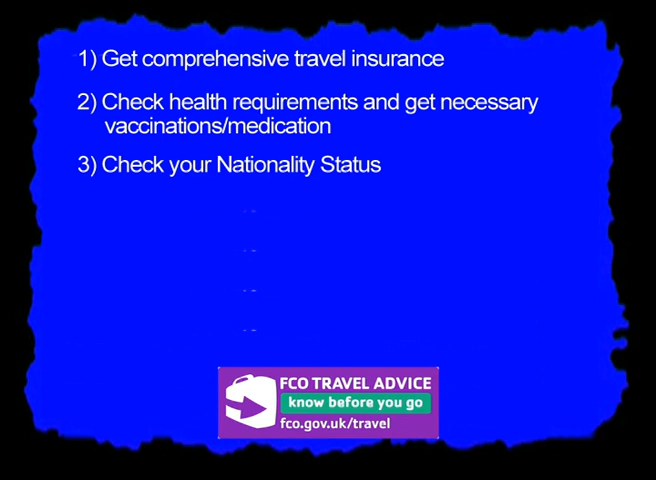 1) Get comprehensive travel insurance
2) Check health requirements and get necessary
vaccinations/medication
3) Check your Nationality Status
FCO TRAVEL ADVICE
know before you go
fco.gov.uk/travel